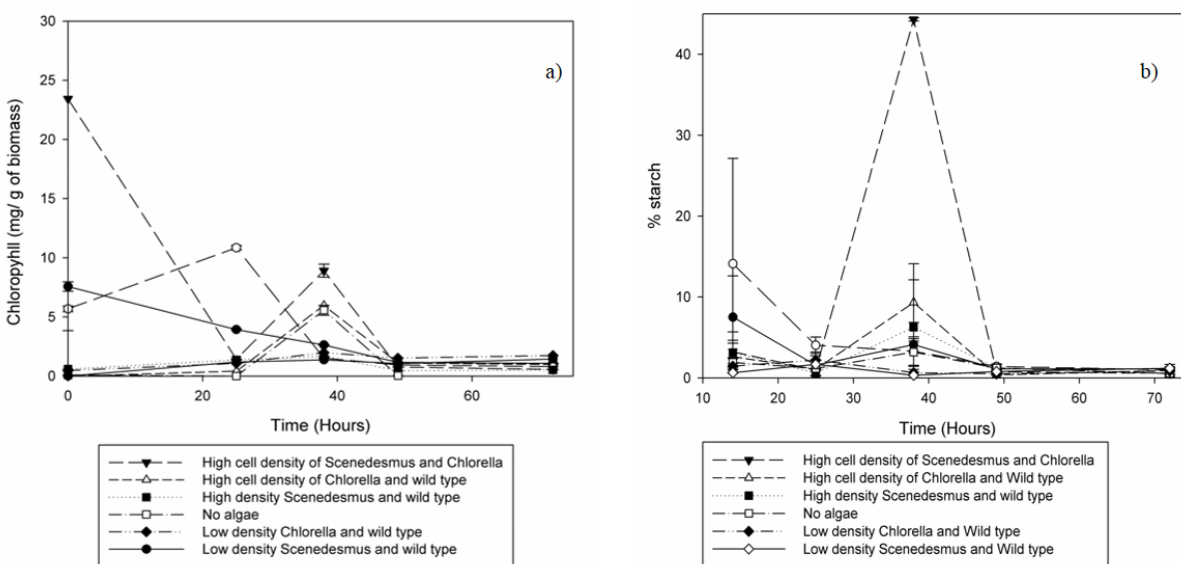 30
25
20
15
10
5
0
Chloropyhll (mg/ g of biomass)
a)
0
20
40
60
Time (Hours)
High cell density of Scenedesmus and Chlorella
High cell density of Chlorella and wild type
High density Scenedesmus and wild type
No algae
Low density Chlorella and wild type
Low density Scenedesmus and wild type
40
30
20
10
0
% starch
b)
10
20
30
40
50
60
70
Time (Hours)
High cell density of Scenedesmus and Chlorella
High cell density of Chlorella and Wild type
High density Scenedesmus and wild type
No algae
Low density Chlorella and Wild type
Low density Scenedesmus and Wild type